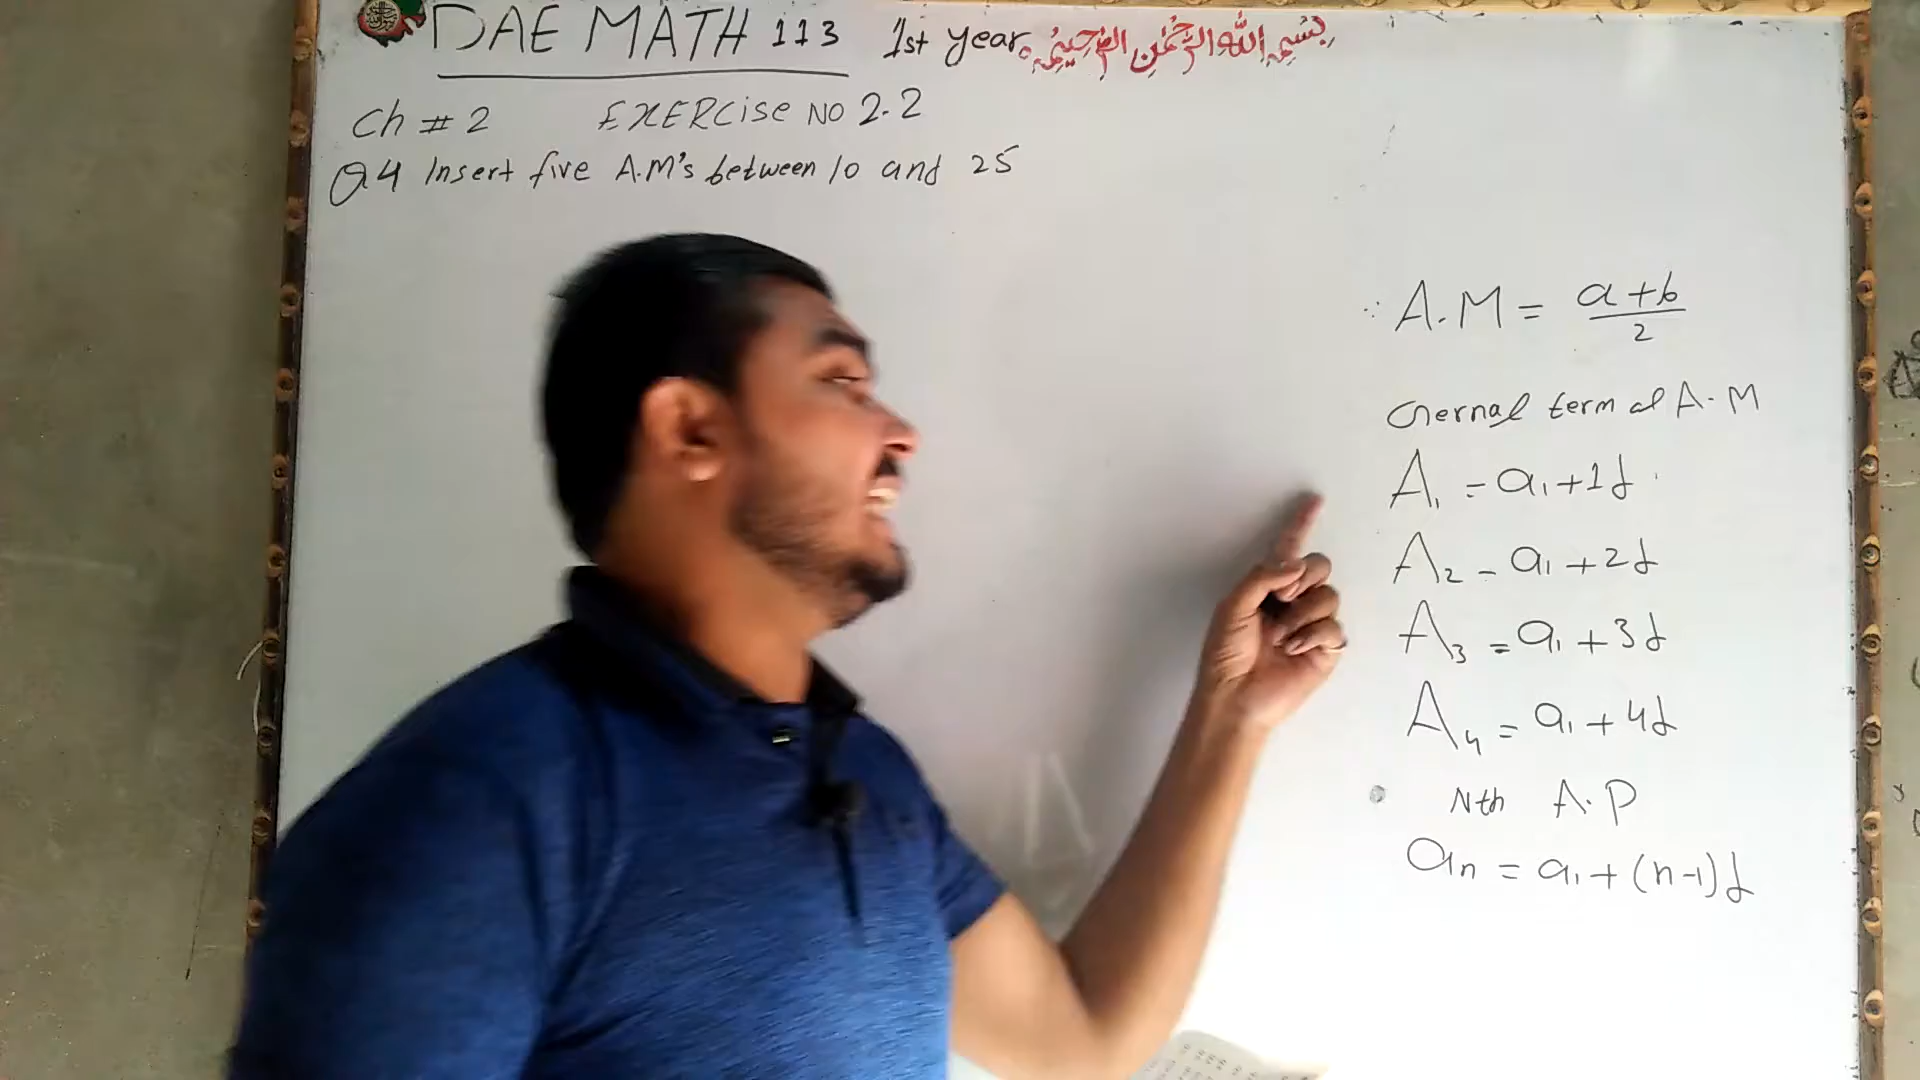 DAE MATH 113 1st year بسم الله الرحمن الرحيم
Ch # 2 EXERCise NO 2.2
Q4 Insert five A.M's between 10 and 25
∴ A.M = a+b/2
Gernal term of A.M
A₁ = a₁+1d
A₂ = a₁+2d
A₃ = a₁+3d
A₄ = a₁+4d
Nth A.P
aₙ = a₁+(n-1)d